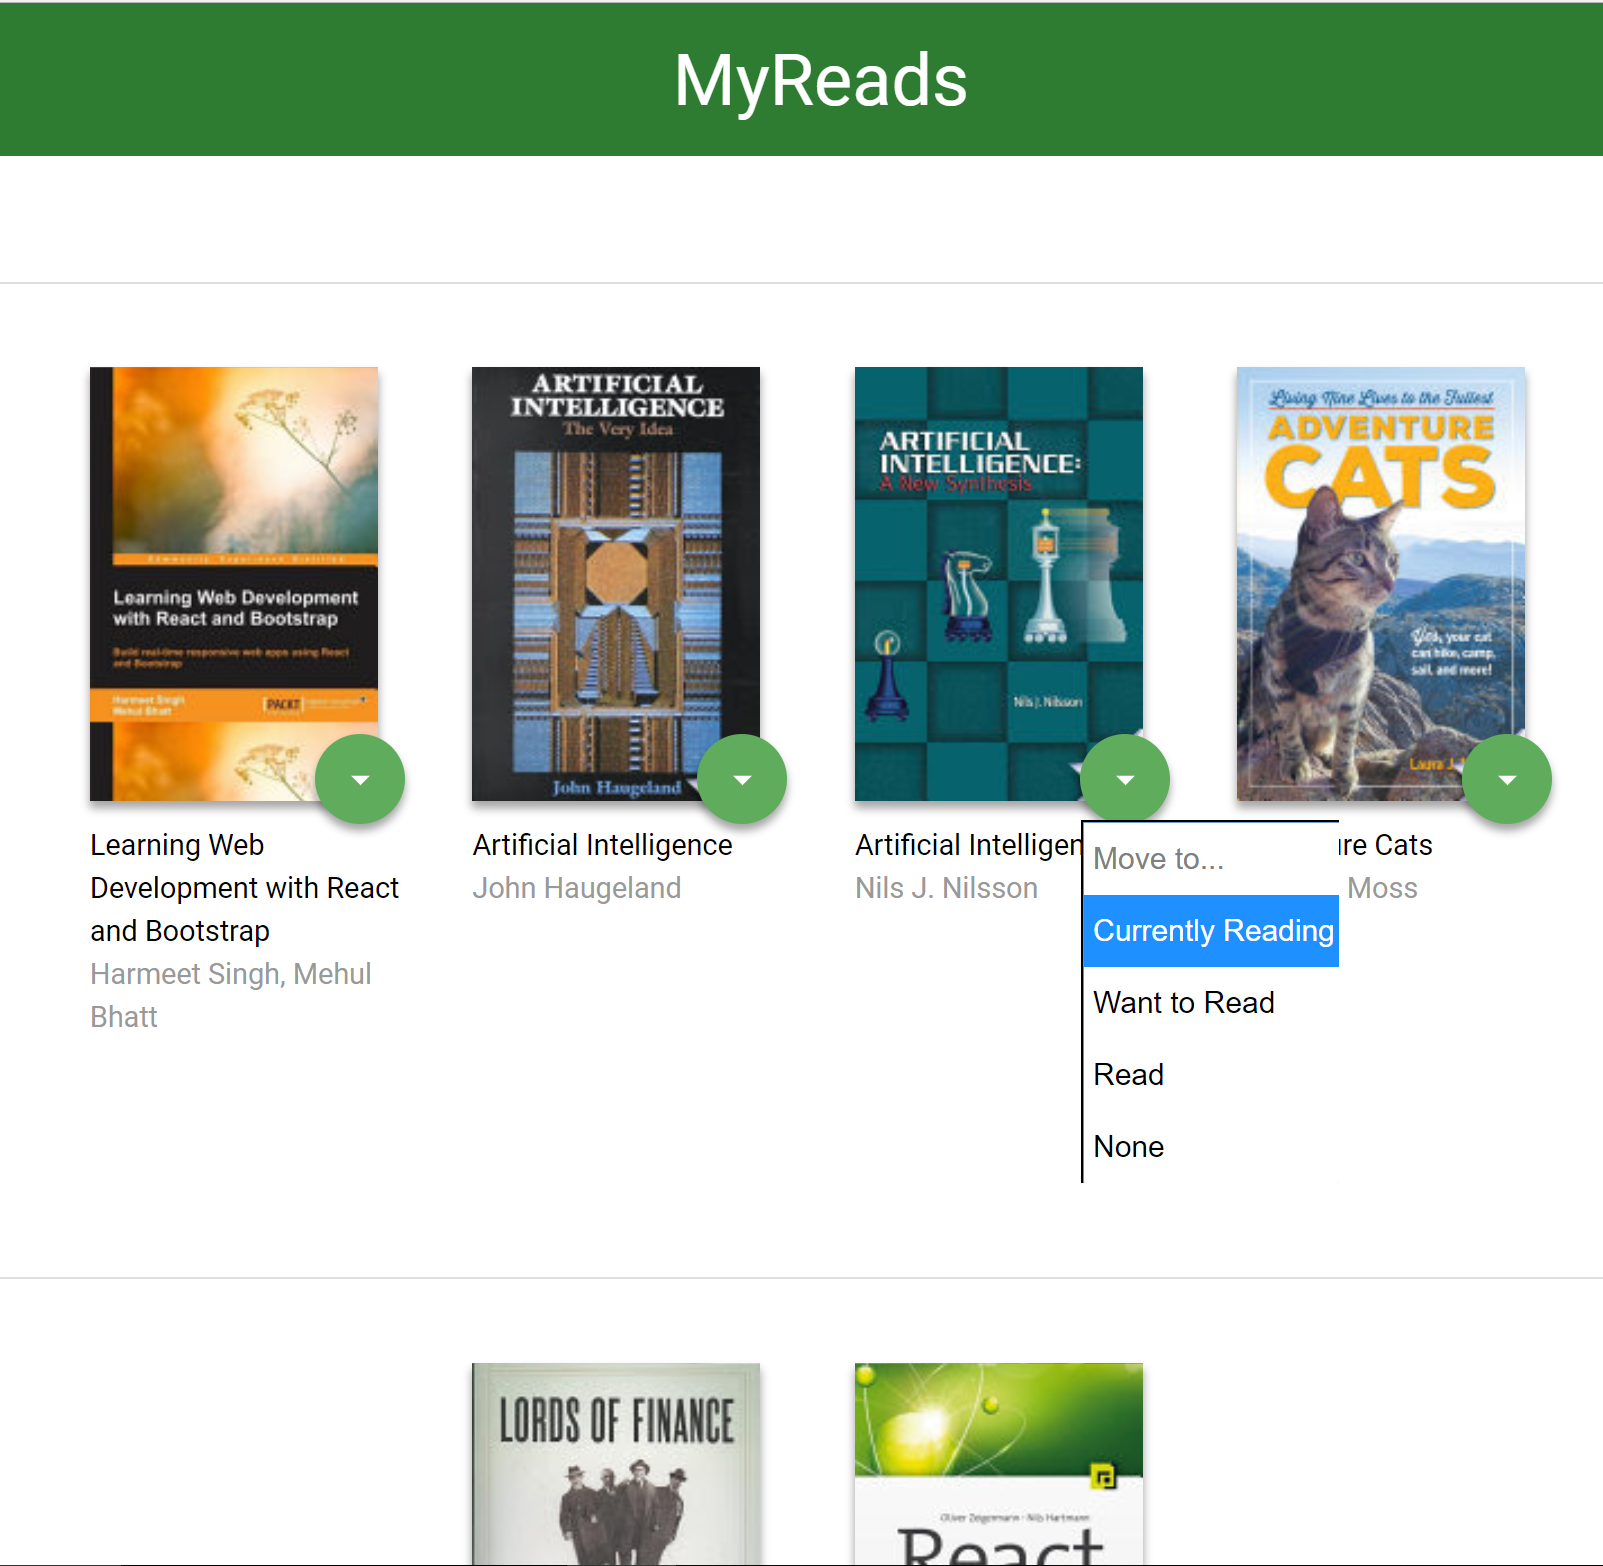 MyReads
Community Experience Distilled
Learning Web Development
with React and Bootstrap
Build real-time responsive web apps using React
and Bootstrap
Harmeet Singh
Mehul Bhatt
PACKT
ARTIFICIAL
INTELLIGENCE
The Very Idea
John Haugeland
ARTIFICIAL
INTELLIGENCE:
A New Synthesis
Nils J. Nilsson
Living Nine Lives to the Fullest
ADVENTURE
CATS
Yes, your cat
can hike, camp,
sail, and more!
Laura J.
Learning Web
Development with React
and Bootstrap
Harmeet Singh, Mehul
Bhatt
Artificial Intelligence
John Haugeland
Artificial Intelligen
Nils J. Nilsson
re Cats
Moss
Move to...
Currently Reading
Want to Read
Read
None
LORDS OF FINANCE
Oliver Zeigermann · Nils Hartmann
React